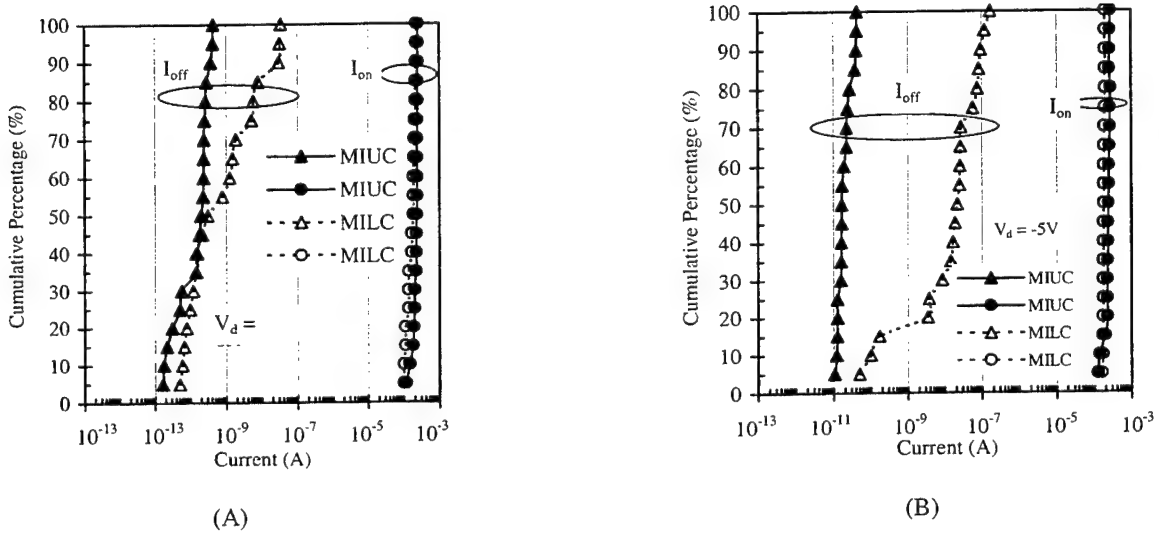 100
90
80
70
60
50
40
30
20
10
0
Cumulative Percentage (%)
I_off
I_on
MIUC
MIUC
MILC
MILC
V_d =
10^-13 10^-13 10^-9 10^-7 10^-5 10^-3
Current (A)
(A)
100
90
80
70
60
50
40
30
20
10
0
Cumulative Percentage (%)
I_off
I_on
V_d = -5V
MIUC
MIUC
MILC
MILC
10^-13 10^-11 10^-9 10^-7 10^-5 10^-3
Current (A)
(B)